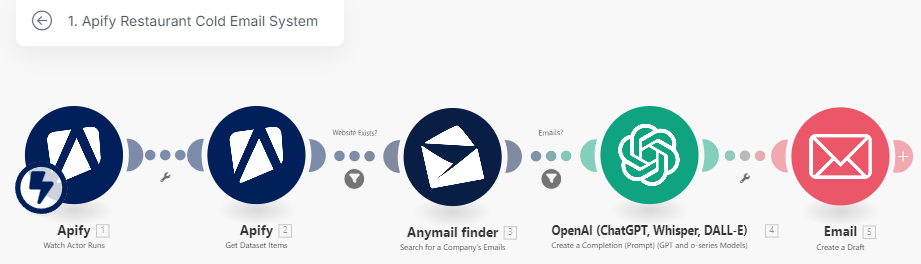 1. Apify Restaurant Cold Email System
Website Exists?
Emails?
Apify 1
Watch Actor Runs
Apify 2
Get Dataset Items
Anymail finder 3
Search for a Company's Emails
OpenAI (ChatGPT, Whisper, DALL-E) 4
Create a Completion (Prompt) (GPT and o-series Models)
Email 5
Create a Draft